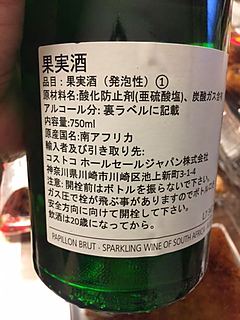 果実酒
品目：果実酒（発泡性）①
原材料名：酸化防止剤(亜硫酸塩)、炭酸ガス含有
アルコール分: 裏ラベルに記載
内容量:750ml
原産国名:南アフリカ
輸入者及び引取り先:
コストコ ホールセールジャパン株式会社
神奈川県川崎市川崎区池上新町3-1-4
注意: 開栓前はボトルを振らないで下さい。
ガス圧で栓が飛ぶ事がありますのでボトルに
安全方向に向けて開栓して下さい。
飲酒は20歳になってから。
PAPILLON BRUT - SPARKLING WINE OF SOUTH AFRICA